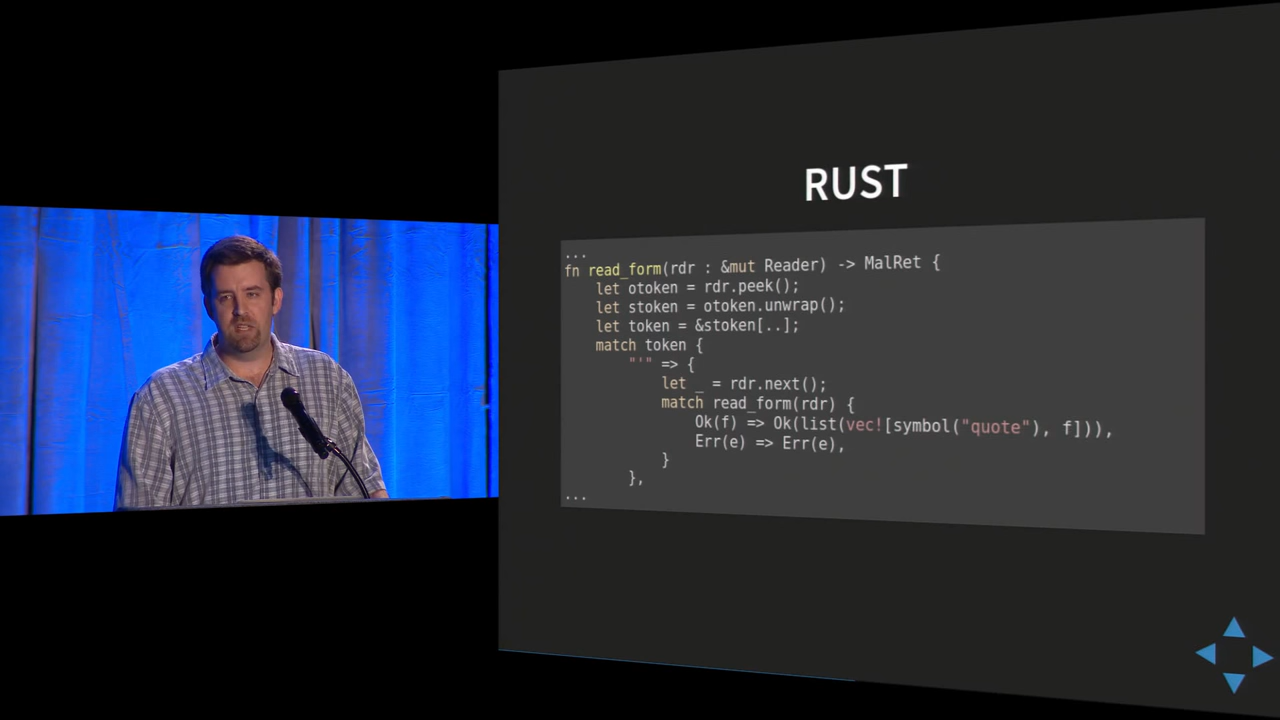 RUST
...
fn read_form(rdr : &mut Reader) -> MalRet {
    let otoken = rdr.peek();
    let stoken = otoken.unwrap();
    let token = &stoken[..];
    match token {
        "'" => {
            let _ = rdr.next();
            match read_form(rdr) {
                Ok(f) => Ok(list(vec![symbol("quote"), f])),
                Err(e) => Err(e),
            }
        },
...